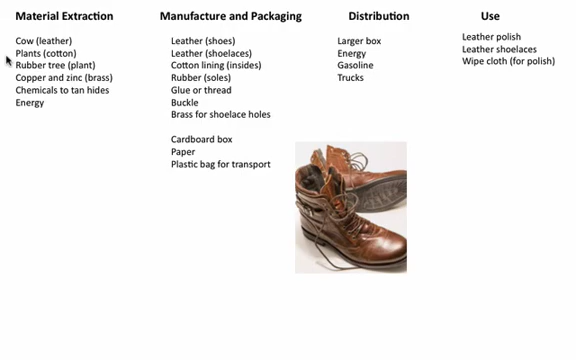 Material Extraction
Cow (leather)
Plants (cotton)
Rubber tree (plant)
Copper and zinc (brass)
Chemicals to tan hides
Energy
Manufacture and Packaging
Leather (shoes)
Leather (shoelaces)
Cotton lining (insides)
Rubber (soles)
Glue or thread
Buckle
Brass for shoelace holes
Cardboard box
Paper
Plastic bag for transport
Distribution
Larger box
Energy
Gasoline
Trucks
Use
Leather polish
Leather shoelaces
Wipe cloth (for polish)